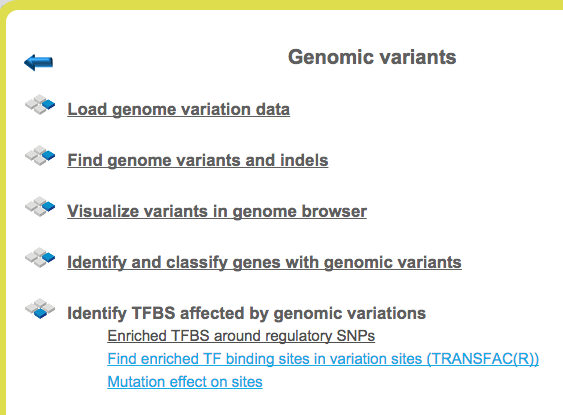 Genomic variants
Load genome variation data
Find genome variants and indels
Visualize variants in genome browser
Identify and classify genes with genomic variants
Identify TFBS affected by genomic variations
Enriched TFBS around regulatory SNPs
Find enriched TF binding sites in variation sites (TRANSFAC(R))
Mutation effect on sites